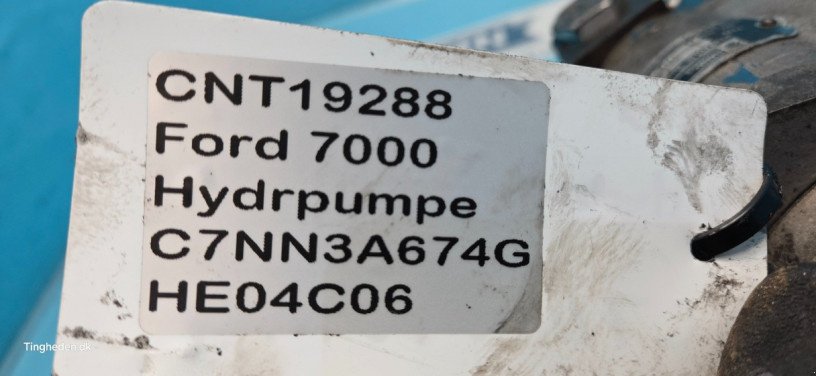 CNT19288
Ford 7000
Hydrpumpe
C7NN3A674G
HE04C06
Tingheden.dk